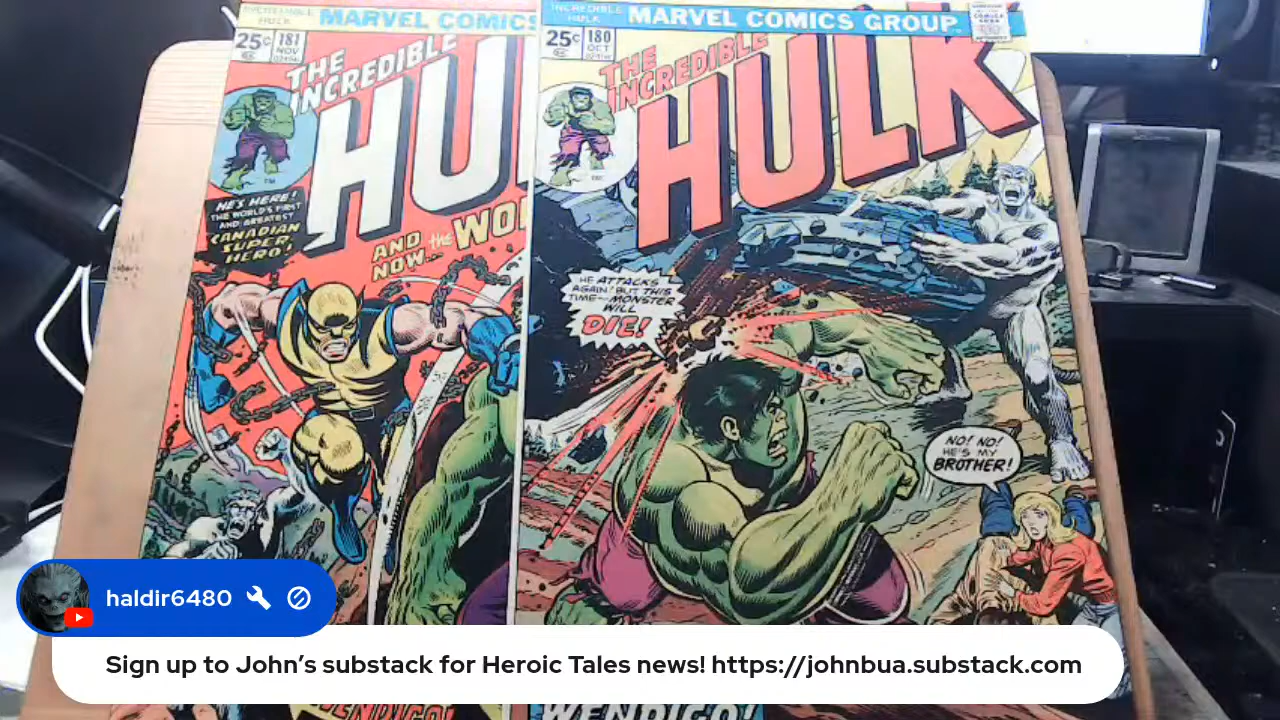 INCREDIBLE
HULK
MARVEL COMICS
25¢
181
NOV
THE
INCREDIBLE
HU
HE'S HERE!
THE WORLD'S FIRST
AND GREATEST
CANADIAN
SUPER-
HERO!
AND
NOW...
the WO
INCREDIBLE
HULK
MARVEL COMICS GROUP
25¢
180
OCT
THE
INCREDIBLE
HULK
HE ATTACKS
AGAIN! BUT THIS
TIME--MONSTER
WILL
DIE!
NO! NO!
HE'S MY
BROTHER!
haldir6480
Sign up to John's substack for Heroic Tales news! https://johnbua.substack.com
WENDIGO!
WENDIGO!